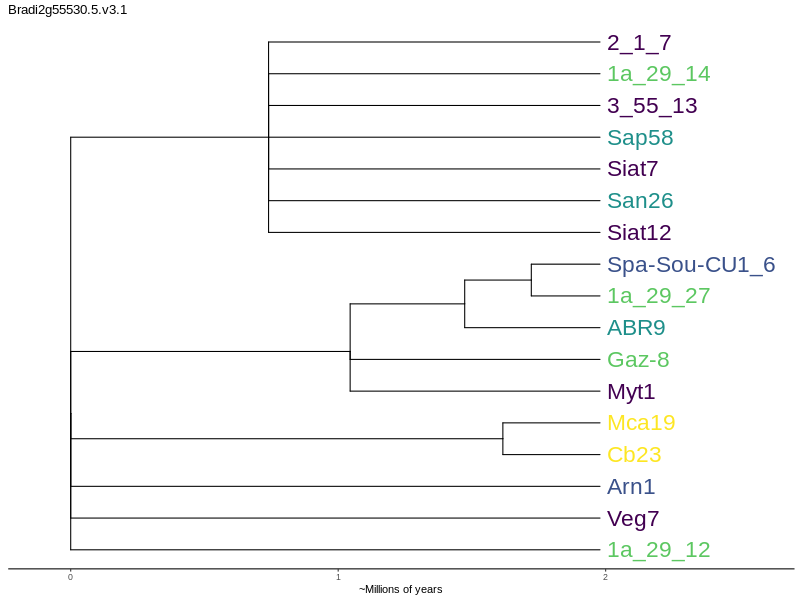 Bradi2g55530.5.v3.1
2_1_7
1a_29_14
3_55_13
Sap58
Siat7
San26
Siat12
Spa-Sou-CU1_6
1a_29_27
ABR9
Gaz-8
Myt1
Mca19
Cb23
Arn1
Veg7
1a_29_12
0 1 2
~Millions of years